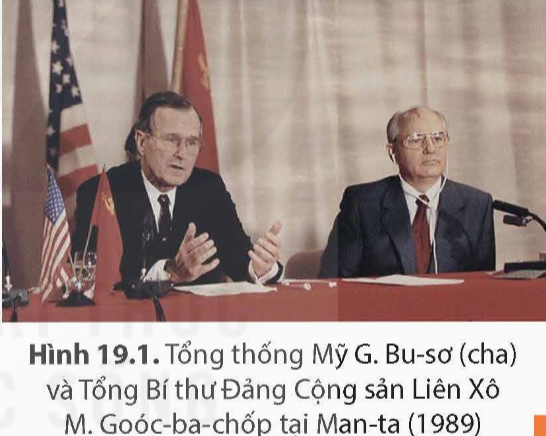 Hình 19.1. Tổng thống Mỹ G. Bu-sơ (cha)
và Tổng Bí thư Đảng Cộng sản Liên Xô
M. Goóc-ba-chốp tại Man-ta (1989)